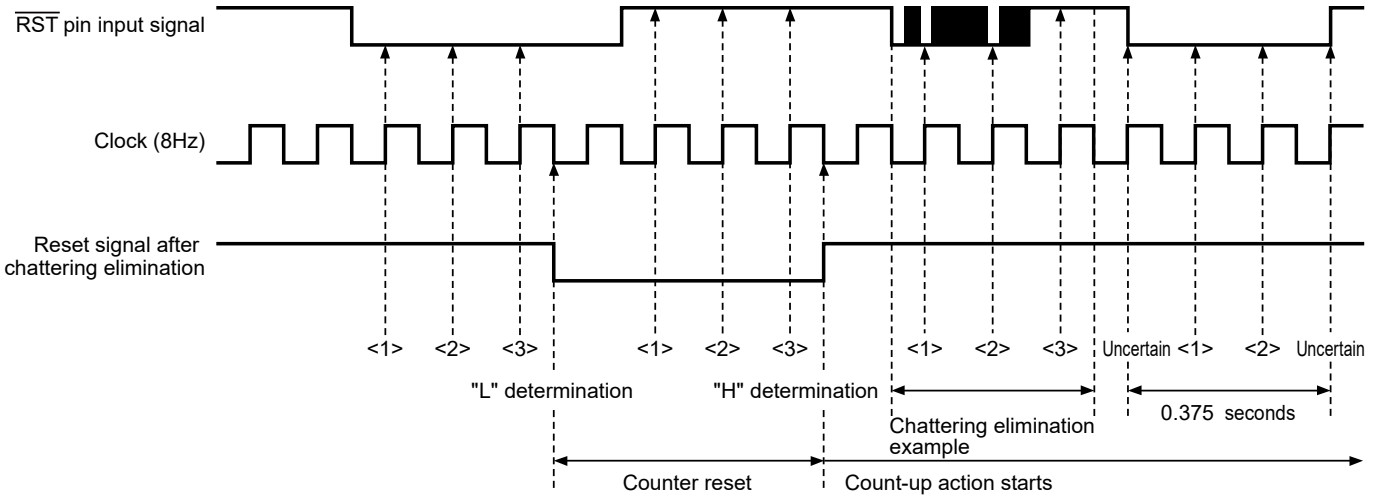 RST pin input signal
Clock (8Hz)
Reset signal after
chattering elimination
<1> <2> <3> <1> <2> <3> <1> <2> <3> Uncertain <1> <2> Uncertain
"L" determination
"H" determination
Chattering elimination
example
0.375 seconds
Counter reset
Count-up action starts